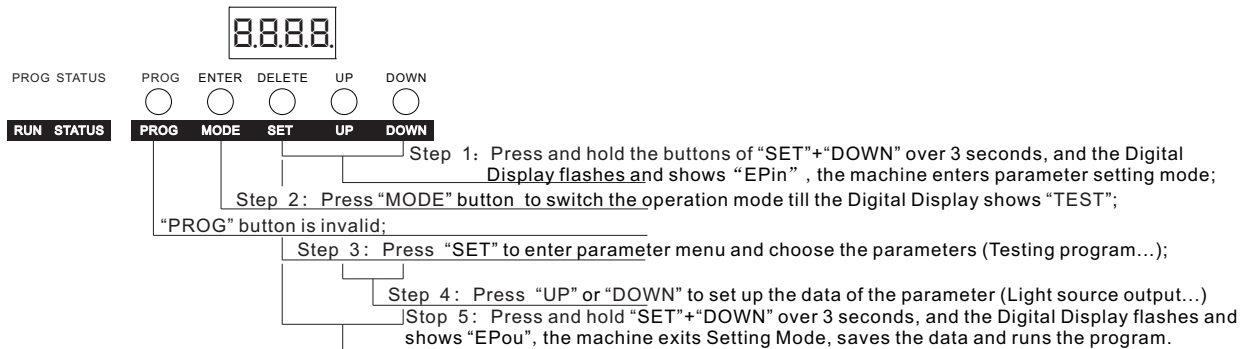 8.8.8.8.
PROG STATUS PROG ENTER DELETE UP DOWN
RUN STATUS PROG MODE SET UP DOWN
Step 1: Press and hold the buttons of “SET”+“DOWN” over 3 seconds, and the Digital
Display flashes and shows “EPin” , the machine enters parameter setting mode;
Step 2: Press “MODE” button to switch the operation mode till the Digital Display shows “TEST”;
“PROG” button is invalid;
Step 3: Press “SET” to enter parameter menu and choose the parameters (Testing program...);
Step 4: Press “UP” or “DOWN” to set up the data of the parameter (Light source output...)
Stop 5: Press and hold “SET”+“DOWN” over 3 seconds, and the Digital Display flashes and
shows “EPou”, the machine exits Setting Mode, saves the data and runs the program.